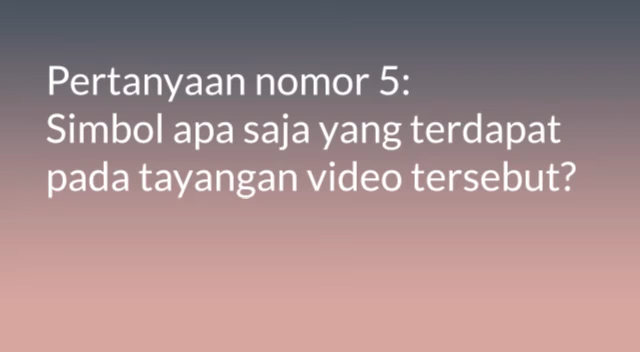 Pertanyaan nomor 5:
Simbol apa saja yang terdapat
pada tayangan video tersebut?